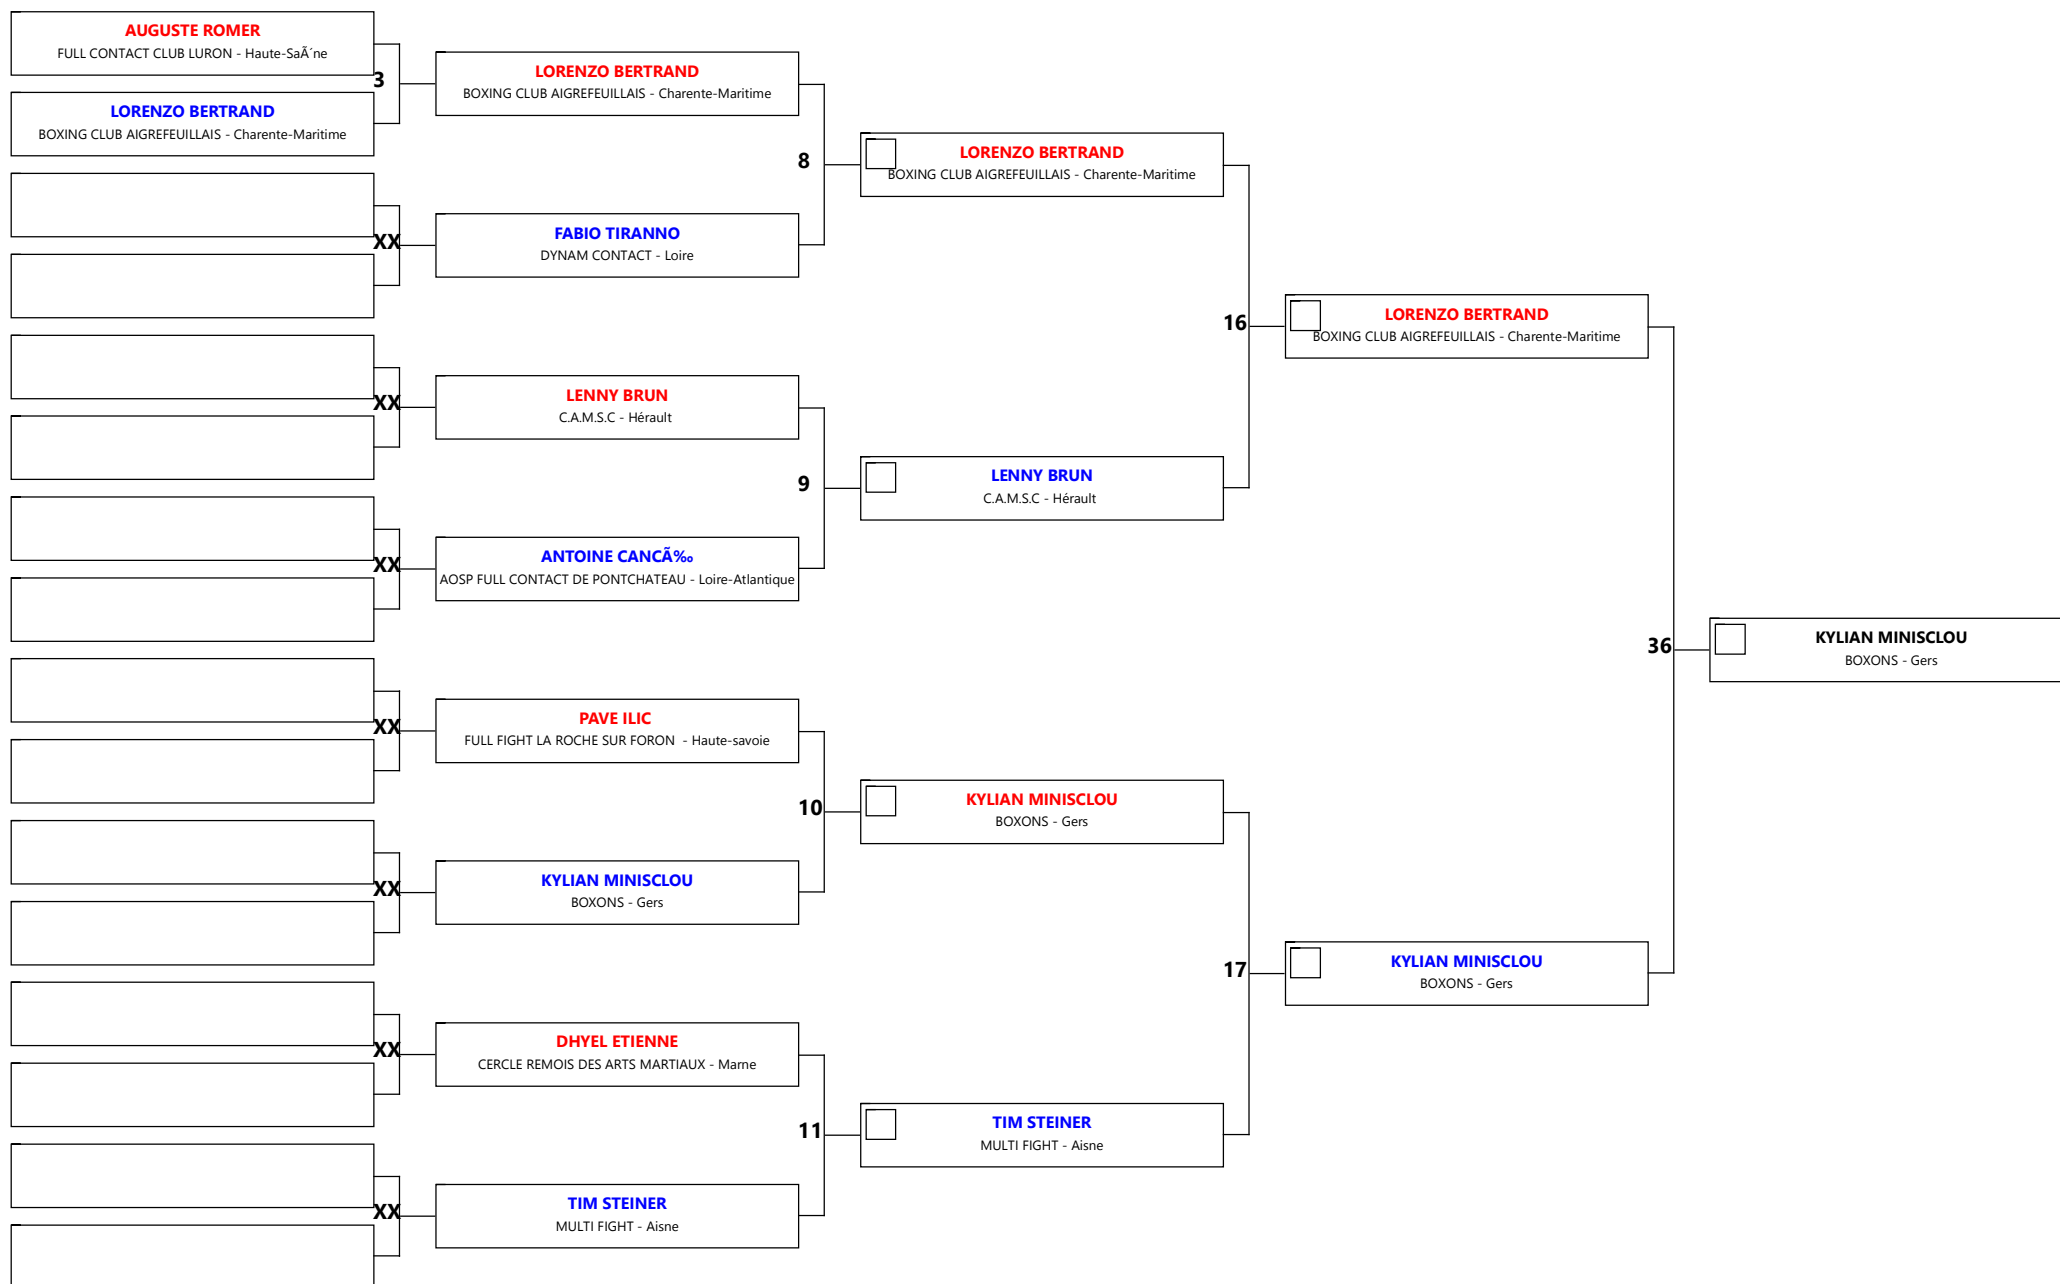 AUGUSTE ROMER
FULL CONTACT CLUB LURON - Haute-SaÃ´ne
3
LORENZO BERTRAND
BOXING CLUB AIGREFEUILLAIS - Charente-Maritime
LORENZO BERTRAND
BOXING CLUB AIGREFEUILLAIS - Charente-Maritime
8
LORENZO BERTRAND
BOXING CLUB AIGREFEUILLAIS - Charente-Maritime
XX
FABIO TIRANNO
DYNAM CONTACT - Loire
16
LORENZO BERTRAND
BOXING CLUB AIGREFEUILLAIS - Charente-Maritime
XX
LENNY BRUN
C.A.M.S.C - Hérault
9
LENNY BRUN
C.A.M.S.C - Hérault
XX
ANTOINE CANCÃ‰
AOSP FULL CONTACT DE PONTCHATEAU - Loire-Atlantique
36
KYLIAN MINISCLOU
BOXONS - Gers
XX
PAVE ILIC
FULL FIGHT LA ROCHE SUR FORON  - Haute-savoie
10
KYLIAN MINISCLOU
BOXONS - Gers
XX
KYLIAN MINISCLOU
BOXONS - Gers
17
KYLIAN MINISCLOU
BOXONS - Gers
XX
DHYEL ETIENNE
CERCLE REMOIS DES ARTS MARTIAUX - Marne
11
TIM STEINER
MULTI FIGHT - Aisne
XX
TIM STEINER
MULTI FIGHT - Aisne